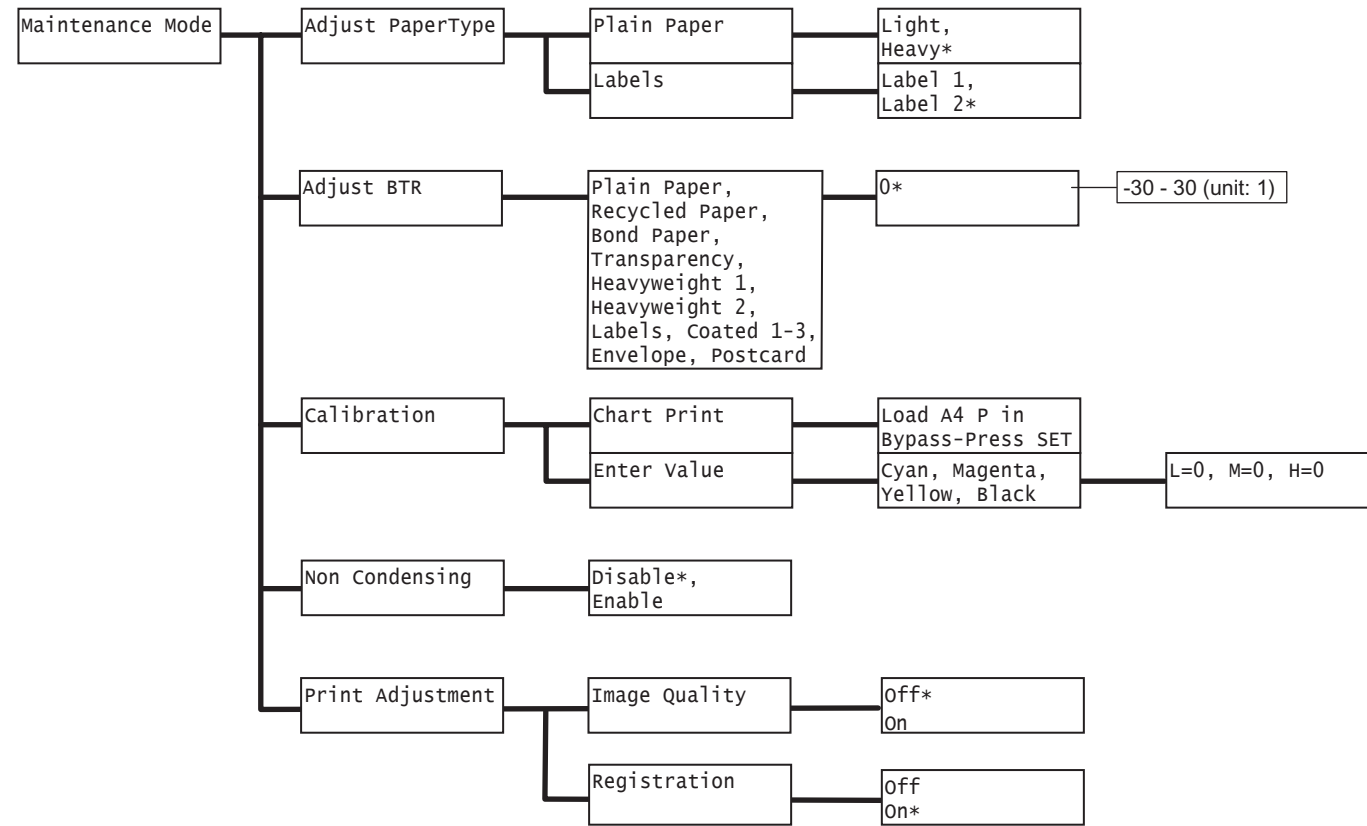 Maintenance Mode
Adjust PaperType
Plain Paper
Light,
Heavy*
Labels
Label 1,
Label 2*
Adjust BTR
Plain Paper,
Recycled Paper,
Bond Paper,
Transparency,
Heavyweight 1,
Heavyweight 2,
Labels, Coated 1-3,
Envelope, Postcard
0*
-30 - 30 (unit: 1)
Calibration
Chart Print
Load A4 P in
Bypass-Press SET
Enter Value
Cyan, Magenta,
Yellow, Black
L=0, M=0, H=0
Non Condensing
Disable*,
Enable
Print Adjustment
Image Quality
Off*
On
Registration
Off
On*